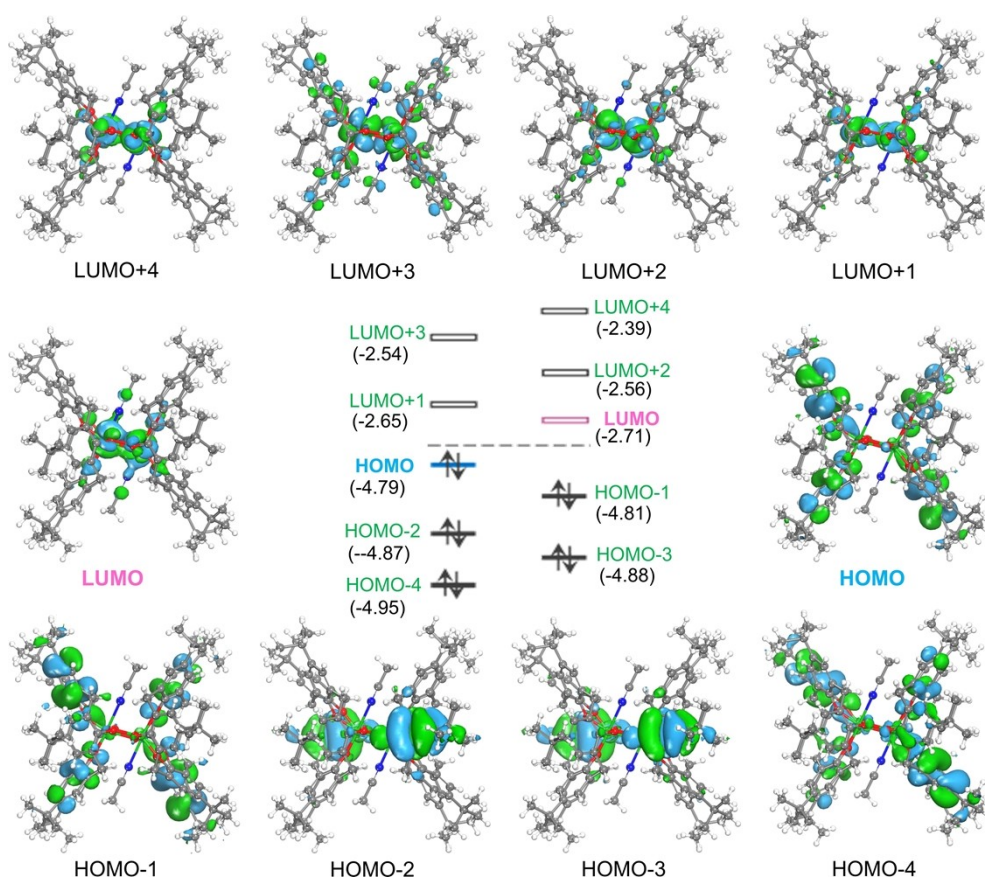 LUMO+4
LUMO+3
LUMO+2
LUMO+1
LUMO+3
(-2.54)
LUMO+4
(-2.39)
LUMO+1
(-2.65)
LUMO+2
(-2.56)
LUMO
(-2.71)
HOMO
(-4.79)
HOMO-1
(-4.81)
HOMO-2
(--4.87)
HOMO-3
(-4.88)
HOMO-4
(-4.95)
LUMO
HOMO
HOMO-1
HOMO-2
HOMO-3
HOMO-4